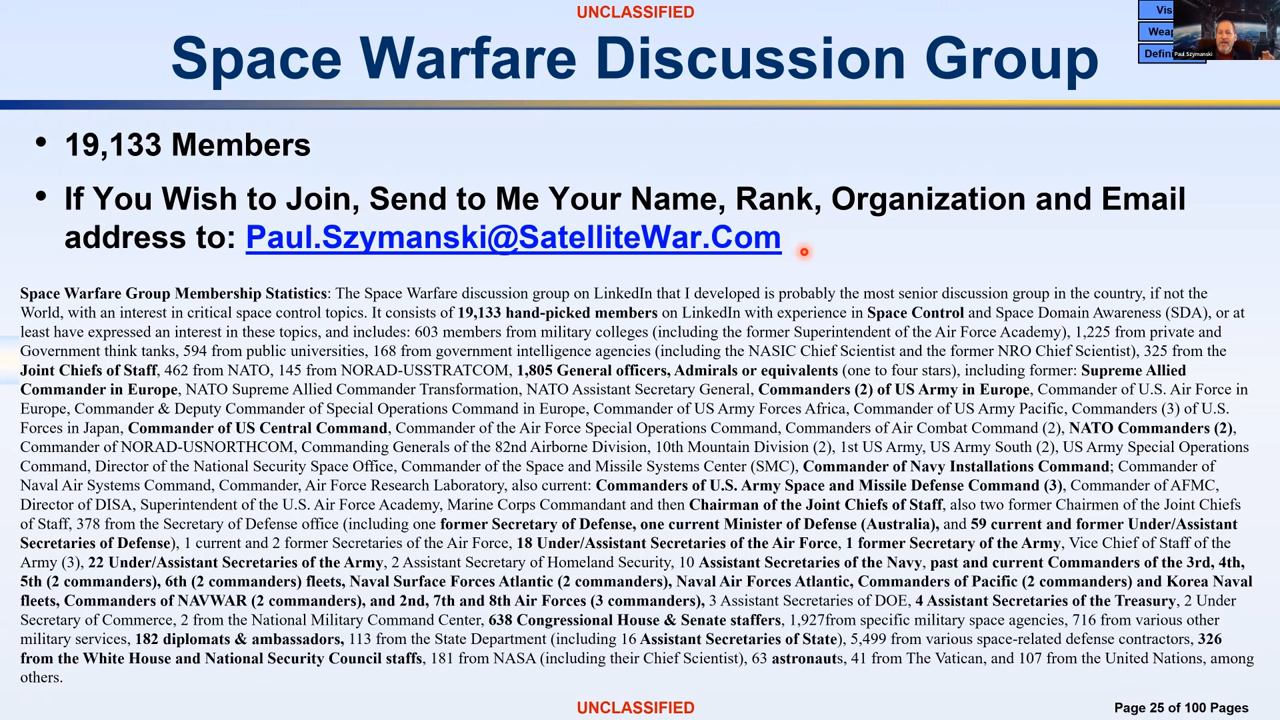 UNCLASSIFIED
Space Warfare Discussion Group
Paul Szymanski
• 19,133 Members
• If You Wish to Join, Send to Me Your Name, Rank, Organization and Email
address to: Paul.Szymanski@SatelliteWar.Com
Space Warfare Group Membership Statistics: The Space Warfare discussion group on LinkedIn that I developed is probably the most senior discussion group in the country, if not the
World, with an interest in critical space control topics. It consists of 19,133 hand-picked members on LinkedIn with experience in Space Control and Space Domain Awareness (SDA), or at
least have expressed an interest in these topics, and includes: 603 members from military colleges (including the former Superintendent of the Air Force Academy), 1,225 from private and
Government think tanks, 594 from public universities, 168 from government intelligence agencies (including the NASIC Chief Scientist and the former NRO Chief Scientist), 325 from the
Joint Chiefs of Staff, 462 from NATO, 145 from NORAD-USSTRATCOM, 1,805 General officers, Admirals or equivalents (one to four stars), including former: Supreme Allied
Commander in Europe, NATO Supreme Allied Commander Transformation, NATO Assistant Secretary General, Commanders (2) of US Army in Europe, Commander of U.S. Air Force in
Europe, Commander & Deputy Commander of Special Operations Command in Europe, Commander of US Army Forces Africa, Commander of US Army Pacific, Commanders (3) of U.S.
Forces in Japan, Commander of US Central Command, Commander of the Air Force Special Operations Command, Commanders of Air Combat Command (2), NATO Commanders (2),
Commander of NORAD-USNORTHCOM, Commanding Generals of the 82nd Airborne Division, 10th Mountain Division (2), 1st US Army, US Army South (2), US Army Special Operations
Command, Director of the National Security Space Office, Commander of the Space and Missile Systems Center (SMC), Commander of Navy Installations Command; Commander of
Naval Air Systems Command, Commander, Air Force Research Laboratory, also current: Commanders of U.S. Army Space and Missile Defense Command (3), Commander of AFMC,
Director of DISA, Superintendent of the U.S. Air Force Academy, Marine Corps Commandant and then Chairman of the Joint Chiefs of Staff, also two former Chairmen of the Joint Chiefs
of Staff, 378 from the Secretary of Defense office (including one former Secretary of Defense, one current Minister of Defense (Australia), and 59 current and former Under/Assistant
Secretaries of Defense), 1 current and 2 former Secretaries of the Air Force, 18 Under/Assistant Secretaries of the Air Force, 1 former Secretary of the Army, Vice Chief of Staff of the
Army (3), 22 Under/Assistant Secretaries of the Army, 2 Assistant Secretary of Homeland Security, 10 Assistant Secretaries of the Navy, past and current Commanders of the 3rd, 4th,
5th (2 commanders), 6th (2 commanders) fleets, Naval Surface Forces Atlantic (2 commanders), Naval Air Forces Atlantic, Commanders of Pacific (2 commanders) and Korea Naval
fleets, Commanders of NAVWAR (2 commanders), and 2nd, 7th and 8th Air Forces (3 commanders), 3 Assistant Secretaries of DOE, 4 Assistant Secretaries of the Treasury, 2 Under
Secretary of Commerce, 2 from the National Military Command Center, 638 Congressional House & Senate staffers, 1,927from specific military space agencies, 716 from various other
military services, 182 diplomats & ambassadors, 113 from the State Department (including 16 Assistant Secretaries of State), 5,499 from various space-related defense contractors, 326
from the White House and National Security Council staffs, 181 from NASA (including their Chief Scientist), 63 astronauts, 41 from The Vatican, and 107 from the United Nations, among
others.
UNCLASSIFIED
Page 25 of 100 Pages